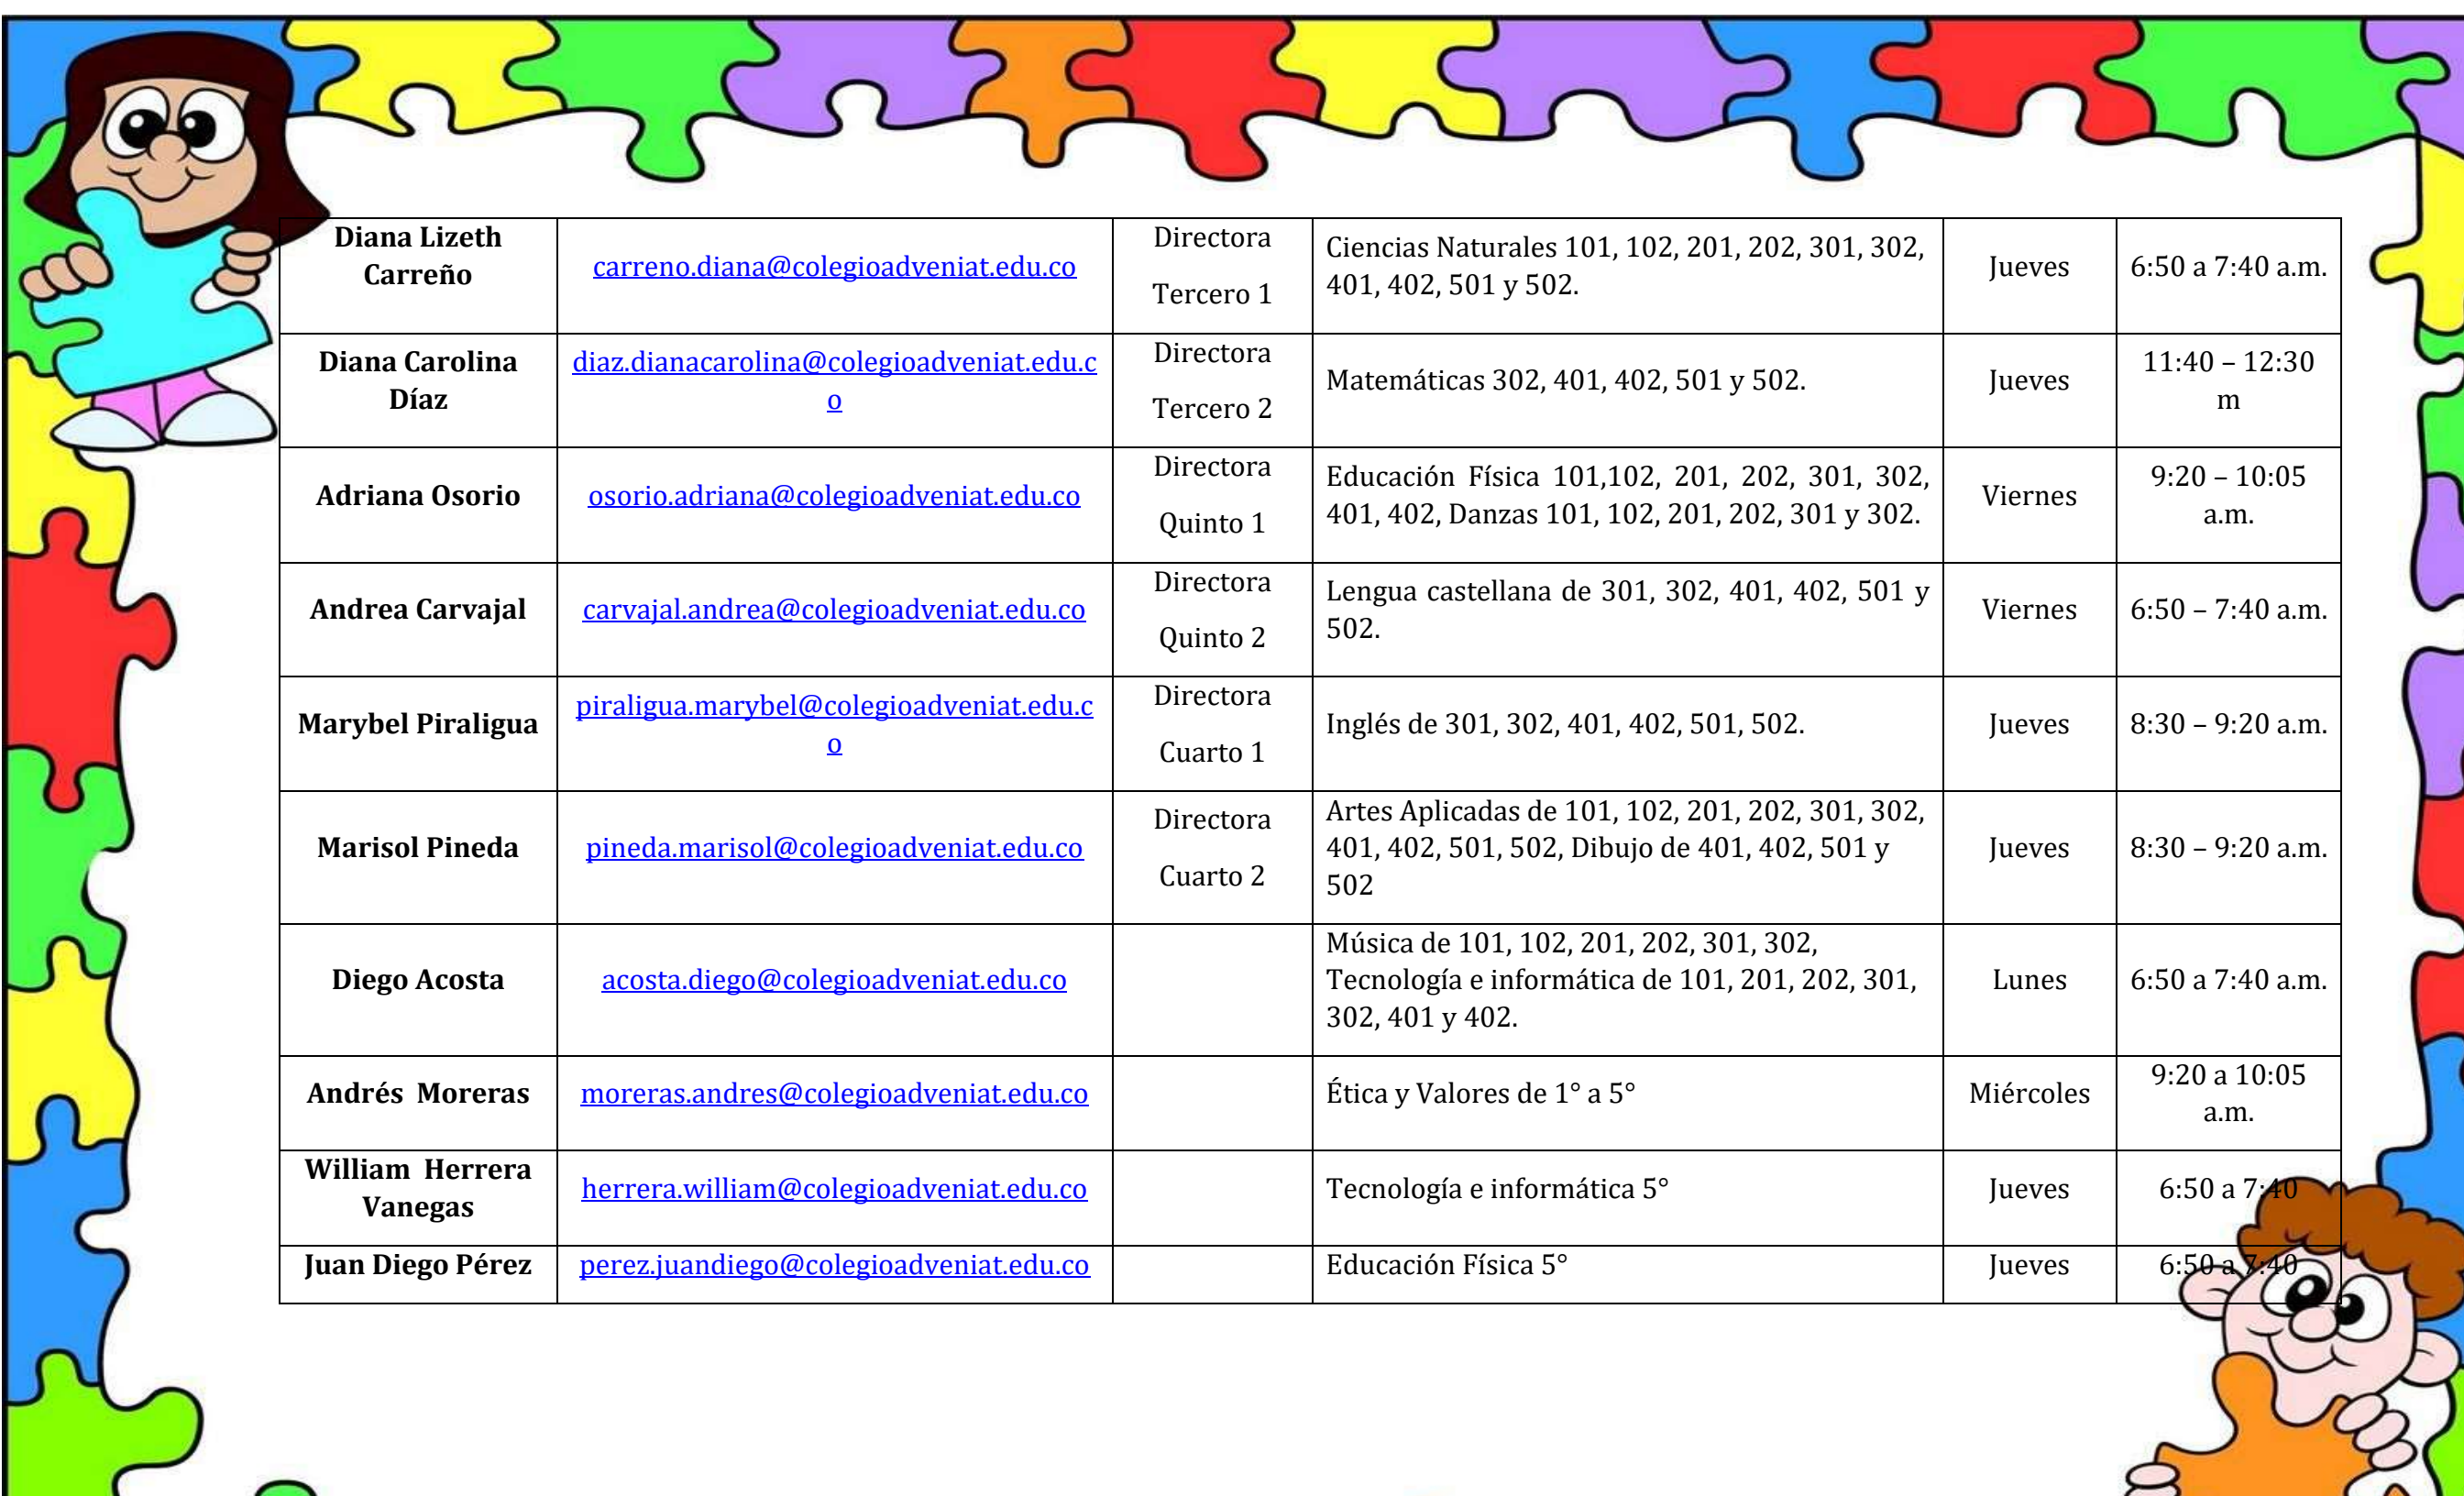 Diana Lizeth
Carreño
carreno.diana@colegioadveniat.edu.co
Directora
Tercero 1
Ciencias Naturales 101, 102, 201, 202, 301, 302,
401, 402, 501 y 502.
Jueves
6:50 a 7:40 a.m.
Diana Carolina
Díaz
diaz.dianacarolina@colegioadveniat.edu.c
o
Directora
Tercero 2
Matemáticas 302, 401, 402, 501 y 502.
Jueves
11:40 – 12:30
m
Adriana Osorio
osorio.adriana@colegioadveniat.edu.co
Directora
Quinto 1
Educación Física 101,102, 201, 202, 301, 302,
401, 402, Danzas 101, 102, 201, 202, 301 y 302.
Viernes
9:20 – 10:05
a.m.
Andrea Carvajal
carvajal.andrea@colegioadveniat.edu.co
Directora
Quinto 2
Lengua castellana de 301, 302, 401, 402, 501 y
502.
Viernes
6:50 – 7:40 a.m.
Marybel Piraligua
piraligua.marybel@colegioadveniat.edu.c
o
Directora
Cuarto 1
Inglés de 301, 302, 401, 402, 501, 502.
Jueves
8:30 – 9:20 a.m.
Marisol Pineda
pineda.marisol@colegioadveniat.edu.co
Directora
Cuarto 2
Artes Aplicadas de 101, 102, 201, 202, 301, 302,
401, 402, 501, 502, Dibujo de 401, 402, 501 y
502
Jueves
8:30 – 9:20 a.m.
Diego Acosta
acosta.diego@colegioadveniat.edu.co
Música de 101, 102, 201, 202, 301, 302,
Tecnología e informática de 101, 201, 202, 301,
302, 401 y 402.
Lunes
6:50 a 7:40 a.m.
Andrés  Moreras
moreras.andres@colegioadveniat.edu.co
Ética y Valores de 1° a 5°
Miércoles
9:20 a 10:05
a.m.
William  Herrera
Vanegas
herrera.william@colegioadveniat.edu.co
Tecnología e informática 5°
Jueves
6:50 a 7:40
Juan Diego Pérez
perez.juandiego@colegioadveniat.edu.co
Educación Física 5°
Jueves
6:50 a 7:40